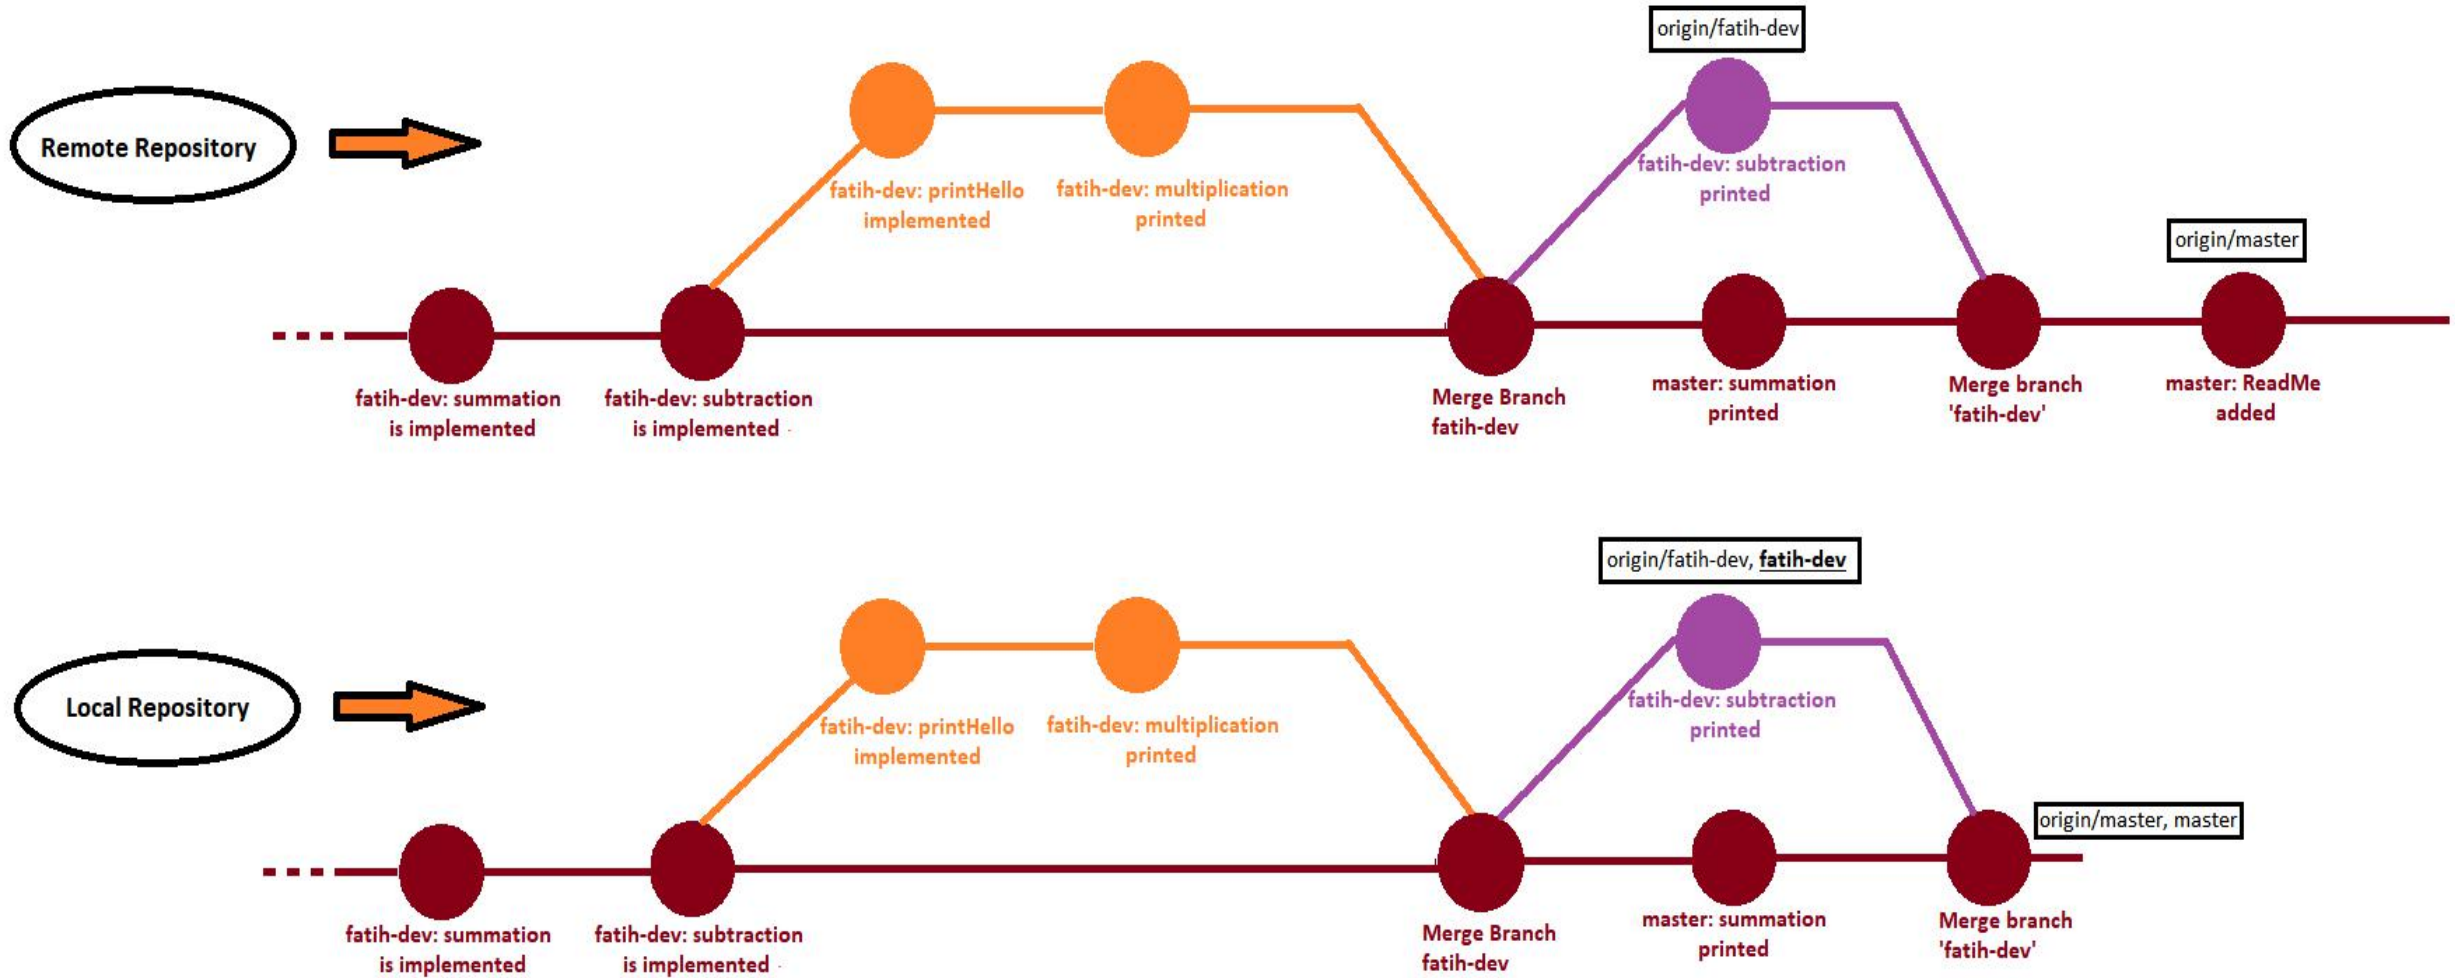 origin/fatih-dev
Remote Repository
fatih-dev: subtraction
printed
fatih-dev: printHello
implemented
fatih-dev: multiplication
printed
origin/master
fatih-dev: summation
is implemented
fatih-dev: subtraction
is implemented
Merge Branch
fatih-dev
master: summation
printed
Merge branch
'fatih-dev'
master: ReadMe
added
origin/fatih-dev, fatih-dev
Local Repository
fatih-dev: subtraction
printed
fatih-dev: printHello
implemented
fatih-dev: multiplication
printed
origin/master, master
fatih-dev: summation
is implemented
fatih-dev: subtraction
is implemented
Merge Branch
fatih-dev
master: summation
printed
Merge branch
'fatih-dev'